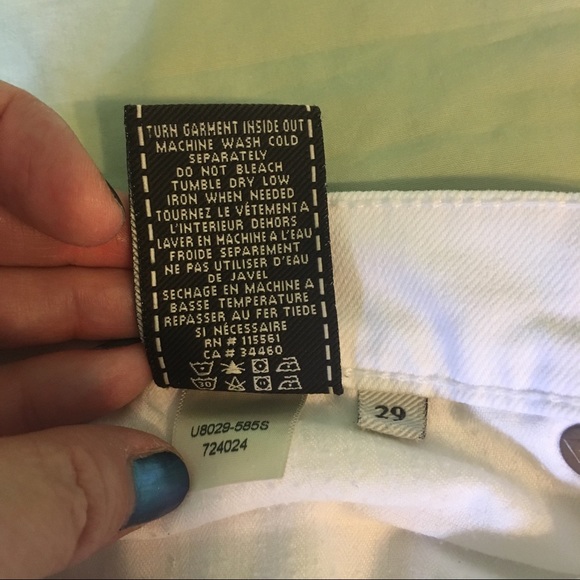 TURN GARMENT INSIDE OUT
MACHINE WASH COLD
SEPARATELY
DO NOT BLEACH
TUMBLE DRY LOW
IRON WHEN NEEDED
TOURNEZ LE VÉTEMENT A
L'INTERIEUR DEHORS
LAVER EN MACHINE A L'EAU
FROIDE SEPAREMENT
NE PAS UTILISER D'EAU
DE JAVEL
SECHAGE EN MACHINE A
BASSE TEMPERATURE
REPASSER AU FER TIEDE
SI NÉCESSAIRE
RN # 115561
CA # 34460
30
U8029-585S
724024
29